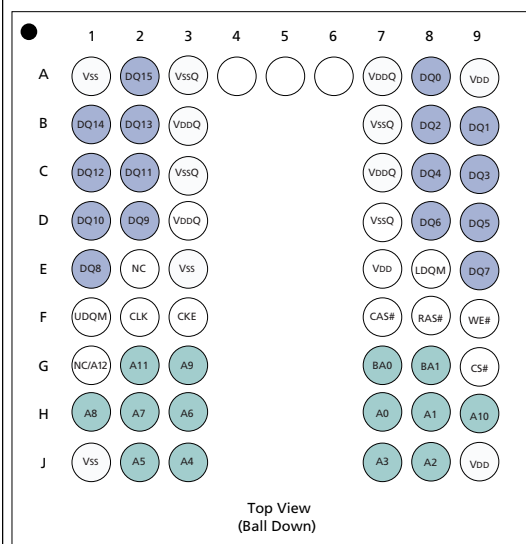 1 2 3 4 5 6 7 8 9
A Vss DQ15 VssQ VDDQ DQ0 VDD
B DQ14 DQ13 VDDQ VssQ DQ2 DQ1
C DQ12 DQ11 VssQ VDDQ DQ4 DQ3
D DQ10 DQ9 VDDQ VssQ DQ6 DQ5
E DQ8 NC Vss VDD LDQM DQ7
F UDQM CLK CKE CAS# RAS# WE#
G NC/A12 A11 A9 BA0 BA1 CS#
H A8 A7 A6 A0 A1 A10
J Vss A5 A4 A3 A2 VDD
Top View
(Ball Down)